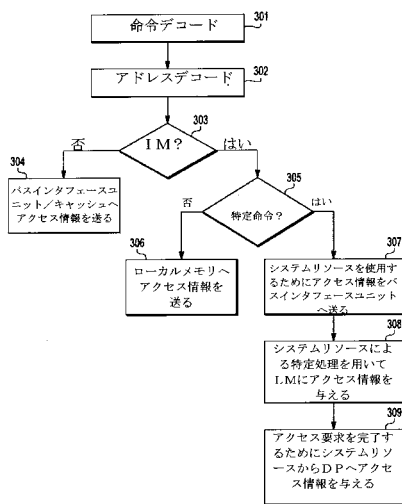 命令デコード
301
アドレスデコード
302
IM?
303
否
はい
304
バスインタフェースユ
ニット/キャッシュへ
アクセス情報を送る
305
特定命令?
否
はい
306
ローカルメモリへ
アクセス情報を
送る
307
システムリソースを使用す
るためにアクセス情報をバ
スインタフェースユニット
へ送る
308
システムリソースによ
る特定処理を用いて
LMにアクセス情報を
与える
309
アクセス要求を完了す
るためにシステムリソ
ースからDPへアクセ
ス情報を与える